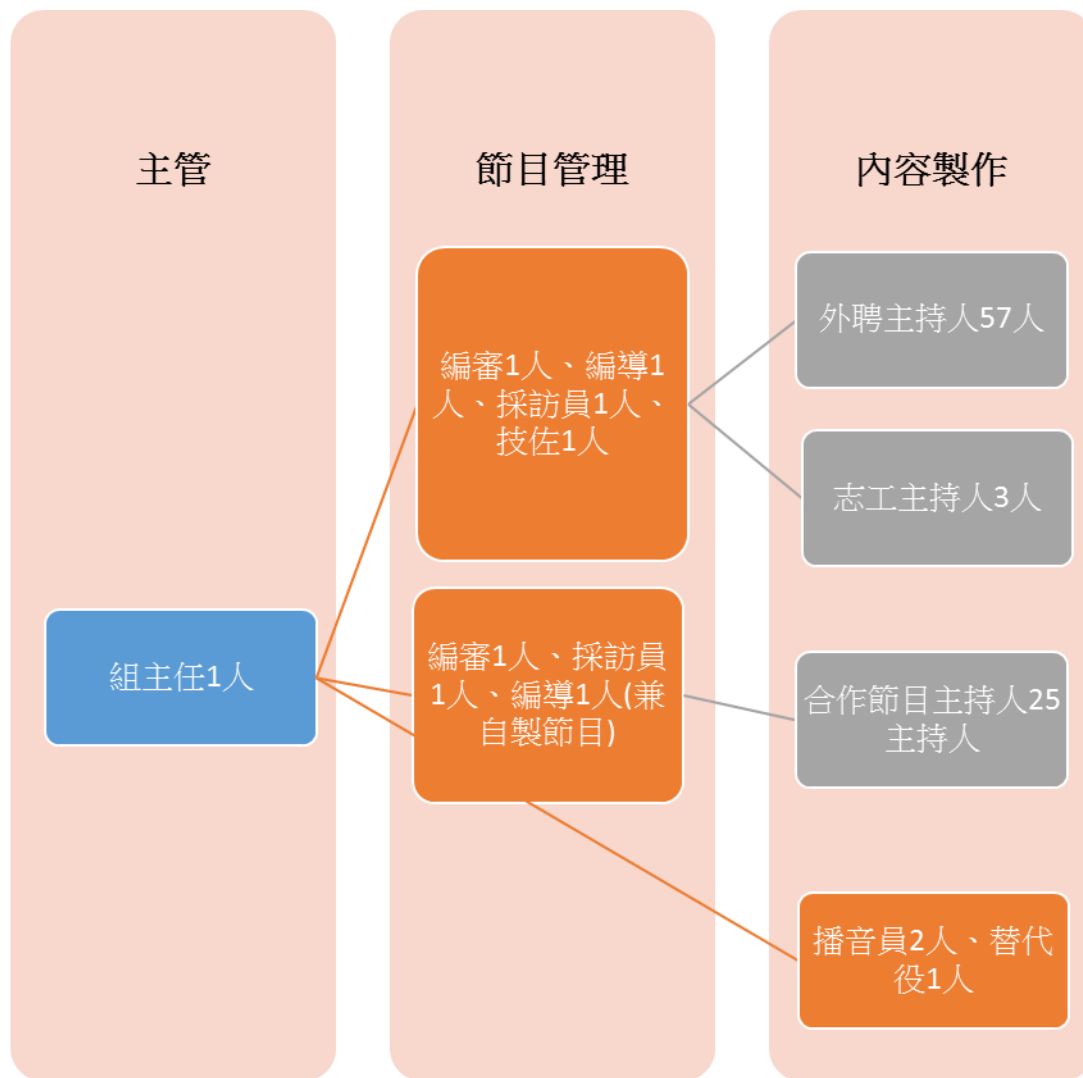 主管
節目管理
內容製作
組主任1人
編審1人、編導1
人、採訪員1人、
技佐1人
編審1人、採訪員
1人、編導1人(兼
自製節目)
外聘主持人57人
志工主持人3人
合作節目主持人25
主持人
播音員2人、替代
役1人